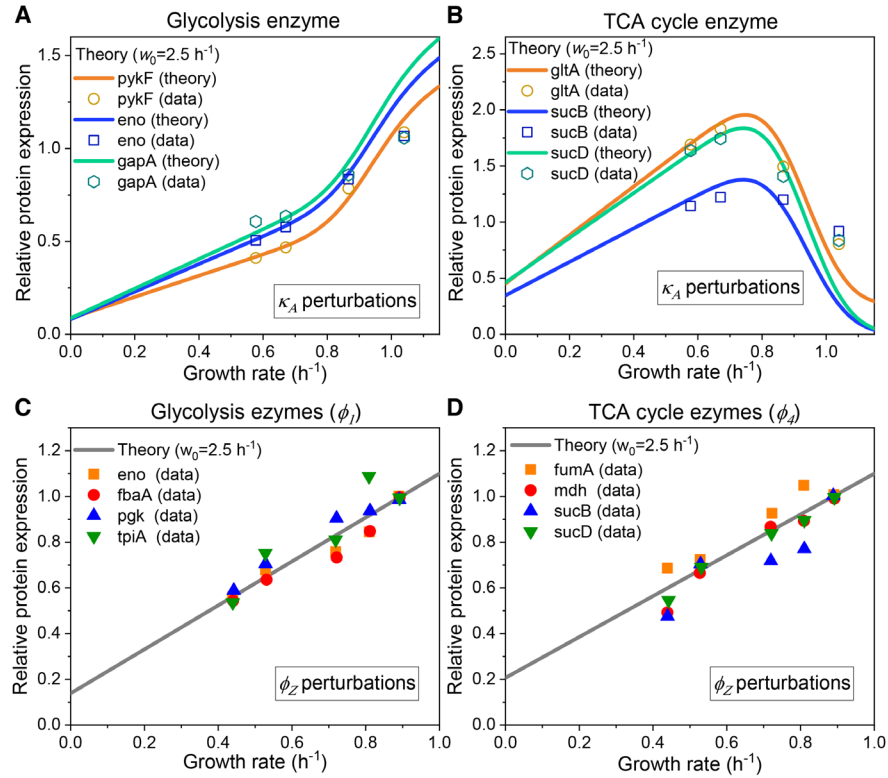 A
Glycolysis enzyme
Theory (w₀=2.5 h⁻¹)
pykF (theory)
pykF (data)
eno (theory)
eno (data)
gapA (theory)
gapA (data)
κ_A perturbations
Relative protein expression
1.5
1.0
0.5
0.0
0.0 0.2 0.4 0.6 0.8 1.0
Growth rate (h⁻¹)
B
TCA cycle enzyme
Theory (w₀=2.5 h⁻¹)
gltA (theory)
gltA (data)
sucB (theory)
sucB (data)
sucD (theory)
sucD (data)
κ_A perturbations
Relative protein expression
2.5
2.0
1.5
1.0
0.5
0.0
0.0 0.2 0.4 0.6 0.8 1.0
Growth rate (h⁻¹)
C
Glycolysis ezymes (ϕ₁)
Theory (w₀=2.5 h⁻¹)
eno (data)
fbaA (data)
pgk (data)
tpiA (data)
ϕ_Z perturbations
Relative protein expression
1.2
1.0
0.8
0.6
0.4
0.2
0.0
0.0 0.2 0.4 0.6 0.8 1.0
Growth rate (h⁻¹)
D
TCA cycle enzymes (ϕ₄)
Theory (w₀=2.5 h⁻¹)
fumA (data)
mdh (data)
sucB (data)
sucD (data)
ϕ_Z perturbations
Relative protein expression
1.2
1.0
0.8
0.6
0.4
0.2
0.0
0.0 0.2 0.4 0.6 0.8 1.0
Growth rate (h⁻¹)